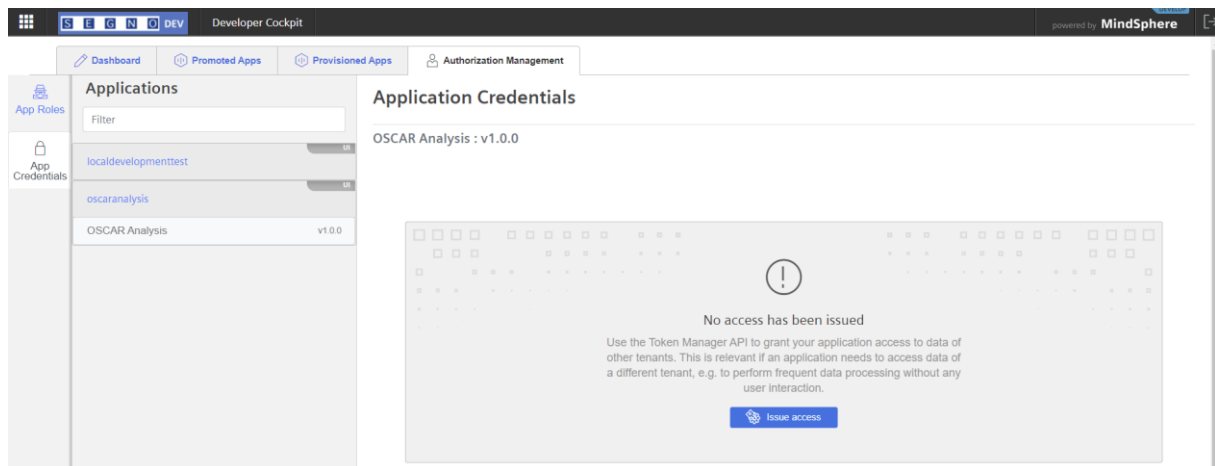 SEGNO DEV Developer Cockpit powered by MindSphere
Dashboard Promoted Apps Provisioned Apps Authorization Management
App Roles
App Credentials
Applications
Filter
localdevelopmenttest UI
oscaranalysis UI
OSCAR Analysis v1.0.0
Application Credentials
OSCAR Analysis : v1.0.0
No access has been issued
Use the Token Manager API to grant your application access to data of
other tenants. This is relevant if an application needs to access data of
a different tenant, e.g. to perform frequent data processing without any
user interaction.
Issue access